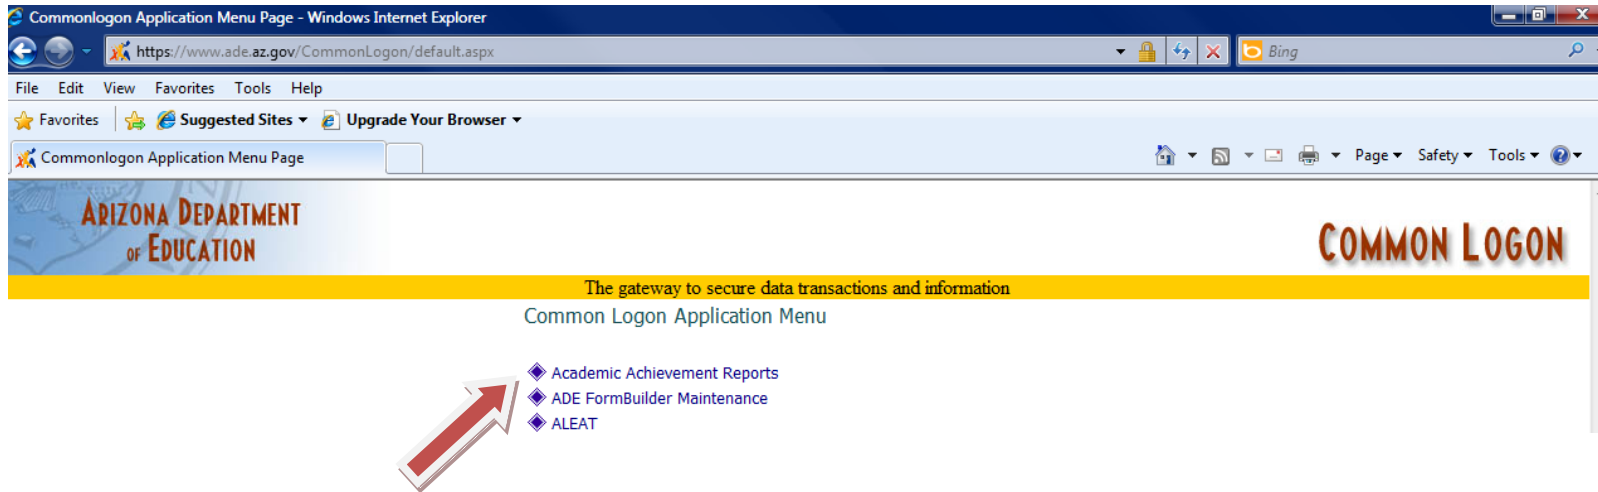 Commonlogon Application Menu Page - Windows Internet Explorer
https://www.ade.az.gov/CommonLogon/default.aspx
Bing
File Edit View Favorites Tools Help
Favorites Suggested Sites Upgrade Your Browser
Commonlogon Application Menu Page
Page Safety Tools
ARIZONA DEPARTMENT
OF EDUCATION
COMMON LOGON
The gateway to secure data transactions and information
Common Logon Application Menu
Academic Achievement Reports
ADE FormBuilder Maintenance
ALEAT